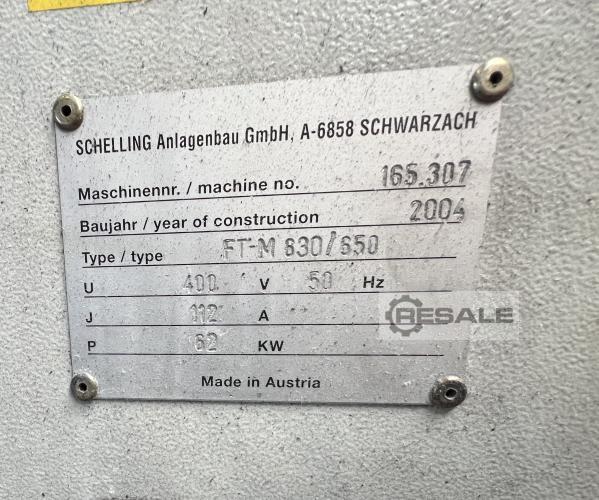 SCHELLING Anlagenbau GmbH, A-6858 SCHWARZACH
Maschinennr. / machine no. 165.307
Baujahr / year of construction 2004
Type / type FT-M 630/650
U 400 V 50 Hz
J 112 A
P 62 KW
Made in Austria
RESALE